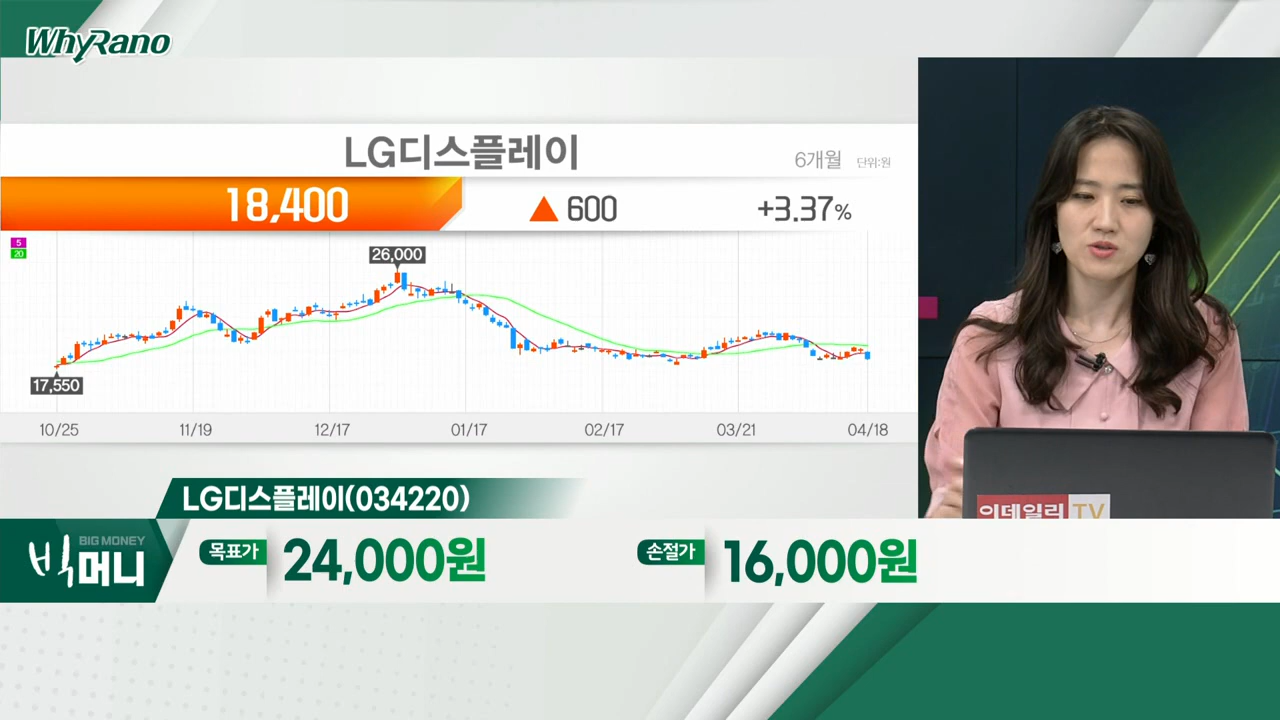 WhyRano
LG디스플레이
6개월 단위:원
18,400 ▲ 600 +3.37%
5
20
26,000
17,550
10/25 11/19 12/17 01/17 02/17 03/21 04/18
LG디스플레이(034220)
BIG MONEY
빅머니
목표가 24,000원 손절가 16,000원
이데일리 TV